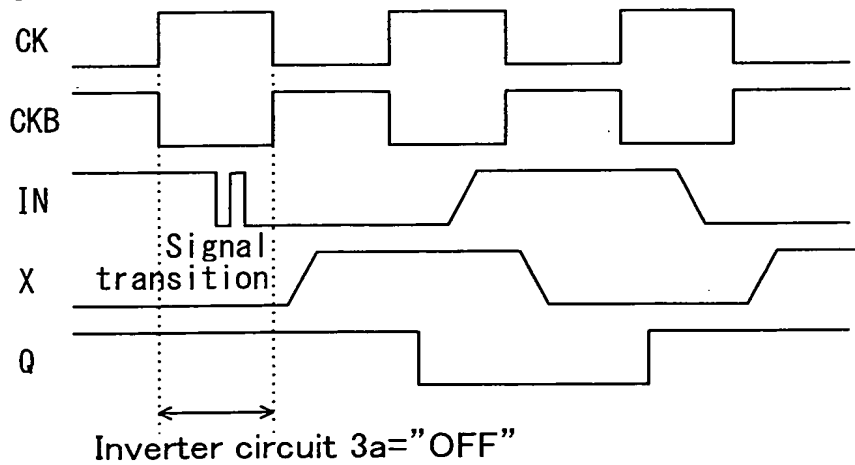 CK
CKB
IN
Signal
transition
X
Q
Inverter circuit 3a="OFF"